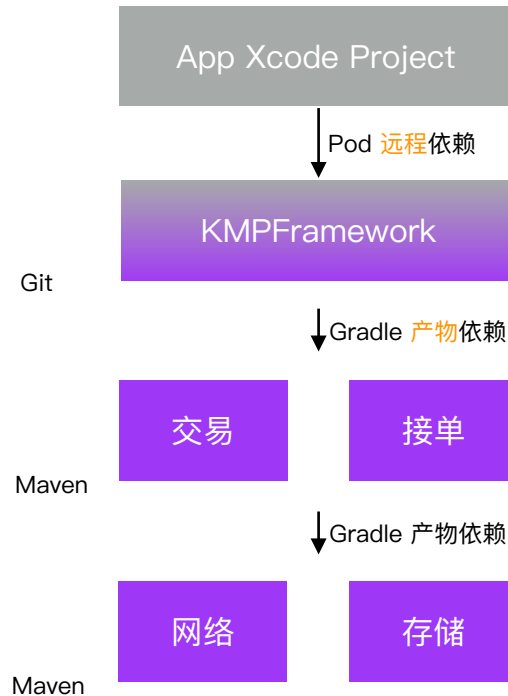 App Xcode Project
Pod 远程依赖
KMPFramework
Git
Gradle 产物依赖
交易
接单
Maven
Gradle 产物依赖
网络
存储
Maven